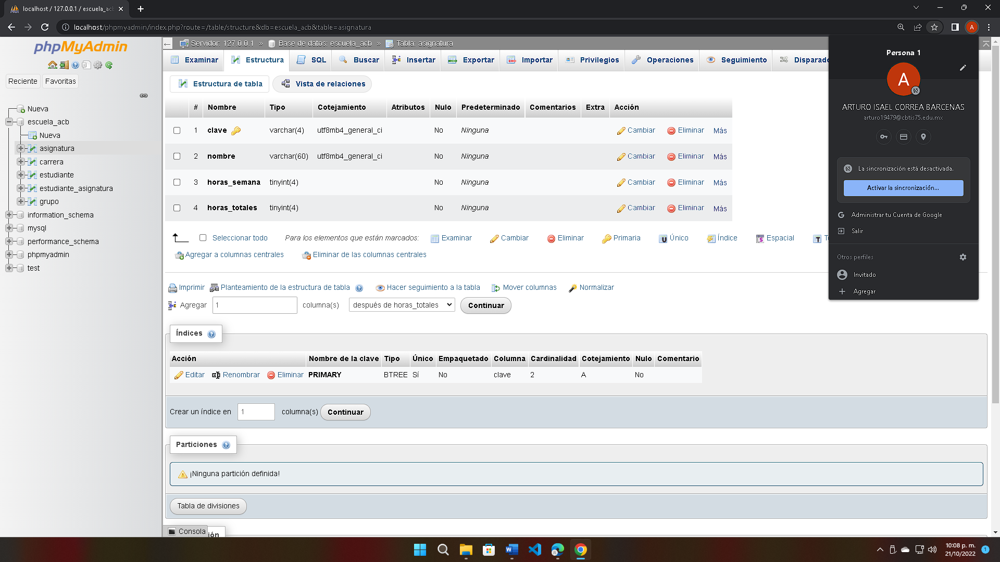 localhost / 127.0.0.1 / escuela_acb
localhost/phpmyadmin/index.php?route=/table/structure&db=escuela_acb&table=asignatura
phpMyAdmin
Reciente Favoritas
Nueva
escuela_acb
Nueva
asignatura
carrera
estudiante
estudiante_asignatura
grupo
information_schema
mysql
performance_schema
phpmyadmin
test
Servidor: 127.0.0.1 » Base de datos: escuela_acb » Tabla: asignatura
Examinar Estructura SQL Buscar Insertar Exportar Importar Privilegios Operaciones Seguimiento
Estructura de tabla Vista de relaciones
# Nombre Tipo Cotejamiento Atributos Nulo Predeterminado Comentarios Extra Acción
1 clave varchar(4) utf8mb4_general_ci No Ninguna Cambiar Eliminar Más
2 nombre varchar(60) utf8mb4_general_ci No Ninguna Cambiar Eliminar Más
3 horas_semana tinyint(4) No Ninguna Cambiar Eliminar Más
4 horas_totales tinyint(4) No Ninguna Cambiar Eliminar Más
Seleccionar todo Para los elementos que están marcados: Examinar Cambiar Eliminar Primaria Único Índice Espacial
Agregar a columnas centrales Eliminar de las columnas centrales
Imprimir Planteamiento de la estructura de tabla Hacer seguimiento a la tabla Mover columnas Normalizar
Agregar 1 columna(s) después de horas_totales Continuar
Índices
Acción Nombre de la clave Tipo Único Empaquetado Columna Cardinalidad Cotejamiento Nulo Comentario
Editar Renombrar Eliminar PRIMARY BTREE Sí No clave 2 A No
Crear un índice en 1 columna(s) Continuar
Particiones
¡Ninguna partición definida!
Tabla de divisiones
Consola
Persona 1
A
ARTURO ISAEL CORREA BARCENAS
arturo19479@cbtis75.edu.mx
La sincronización está desactivada.
Activar la sincronización...
Administrar tu Cuenta de Google
Salir
Otros perfiles
Invitado
Agregar
10:08 p. m.
21/10/2022
1